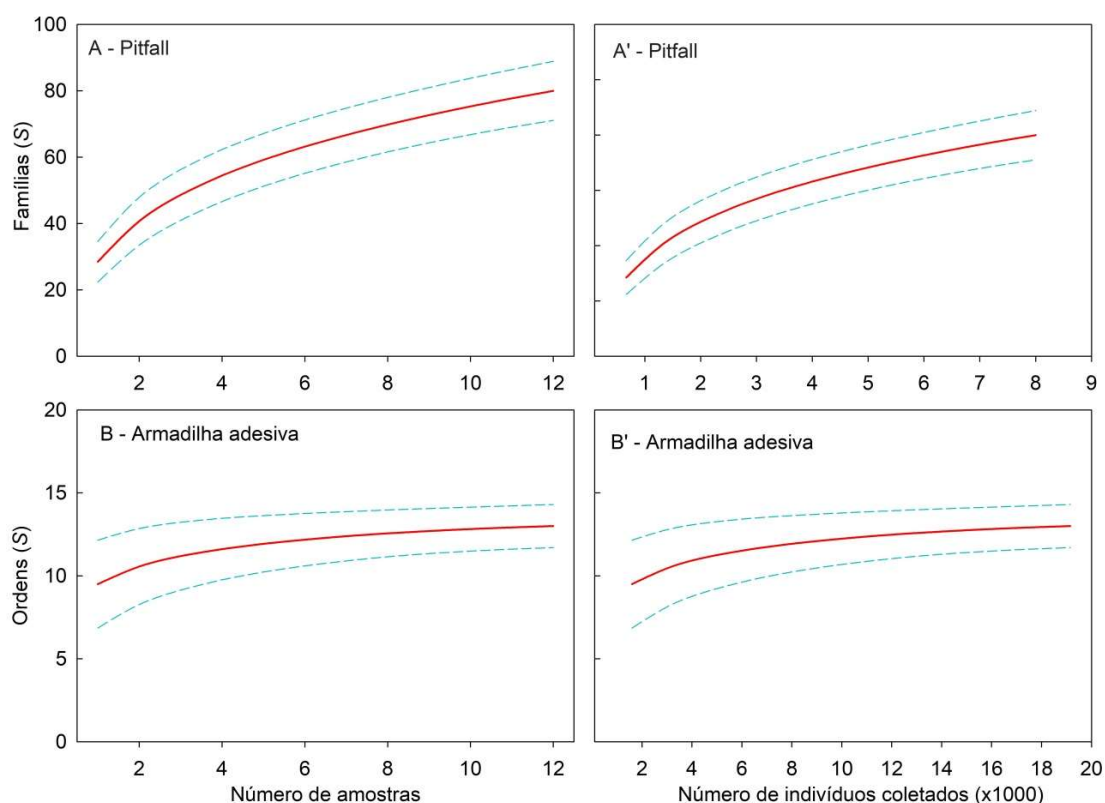 A - Pitfall
Famílias (S)
100
80
60
40
20
0
2 4 6 8 10 12
A' - Pitfall
1 2 3 4 5 6 7 8 9
B - Armadilha adesiva
Ordens (S)
20
15
10
5
0
2 4 6 8 10 12
Número de amostras
B' - Armadilha adesiva
2 4 6 8 10 12 14 16 18 20
Número de indivíduos coletados (x1000)